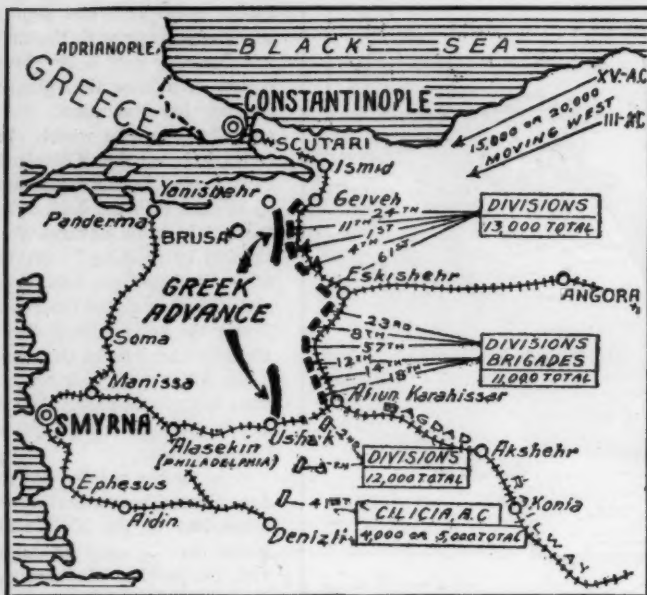 BLACK SEA
ADRIANOPLE
GREECE
CONSTANTINOPLE
XV.-A.C
15,000 OR 20,000
MOVING WEST
III-A.C.
SCUTARI
Ismid
Yenishehr
Geiveh
Panderma
BRUSA
24TH
11TH
1ST
4TH
61ST
DIVISIONS
13,000 TOTAL
GREEK
ADVANCE
Eskishehr
ANGORA
Soma
23RD
8TH
57TH
12TH
14TH
18TH
DIVISIONS
BRIGADES
11,000 TOTAL
Manissa
SMYRNA
Afiun Karahissar
BAGDAD
RAILWAY
Alasekin
(PHILADELPHIA)
Ushak
DIVISIONS
12,000 TOTAL
Akshehr
Ephesus
Aidin
Denizli
41ST
CILICIA, A.C
4,000 OR 5,000 TOTAL
Konia